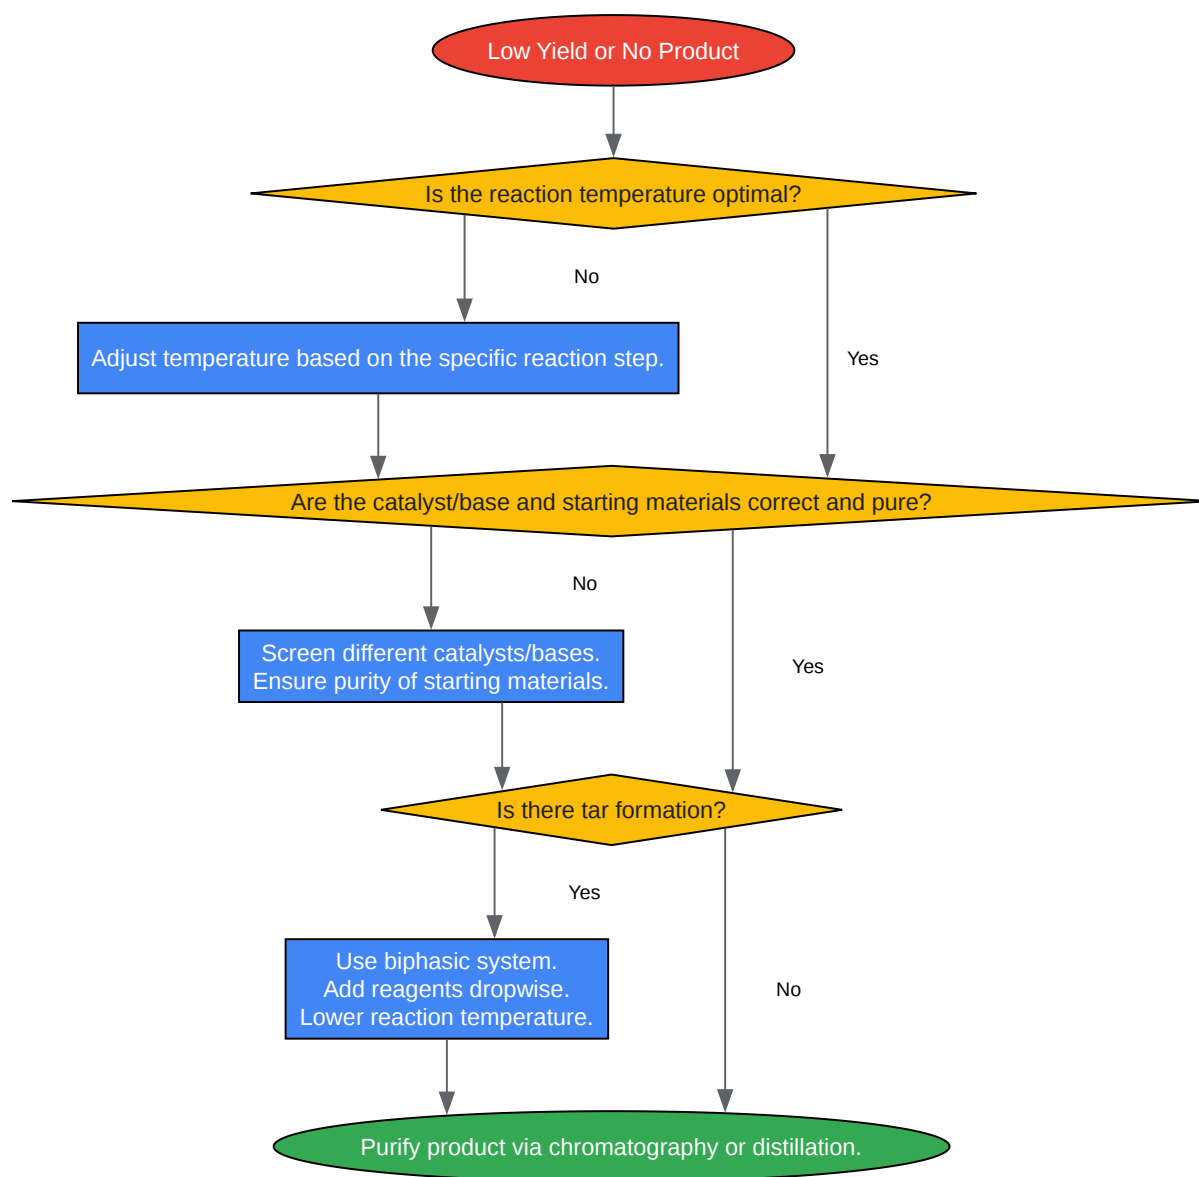 Low Yield or No Product
Is the reaction temperature optimal?
No
Adjust temperature based on the specific reaction step.
Yes
Are the catalyst/base and starting materials correct and pure?
No
Screen different catalysts/bases.
Ensure purity of starting materials.
Yes
Is there tar formation?
Yes
Use biphasic system.
Add reagents dropwise.
Lower reaction temperature.
No
Purify product via chromatography or distillation.